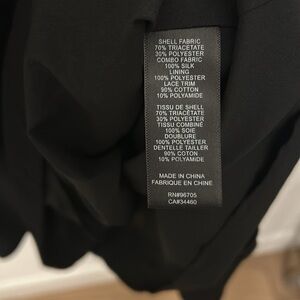 SHELL FABRIC
70% TRIACETATE
30% POLYESTER
COMBO FABRIC
100% SILK
LINING
100% POLYESTER
LACE TRIM
90% COTTON
10% POLYAMIDE
TISSU DE SHELL
70% TRIACÉTATE
30% POLYESTER
TISSU COMBINÉ
100% SOIE
DOUBLURE
100% POLYESTER
DENTELLE TAILLER
90% COTON
10% POLYAMIDE
MADE IN CHINA
FABRIQUE EN CHINE
RN#96705
CA#34460